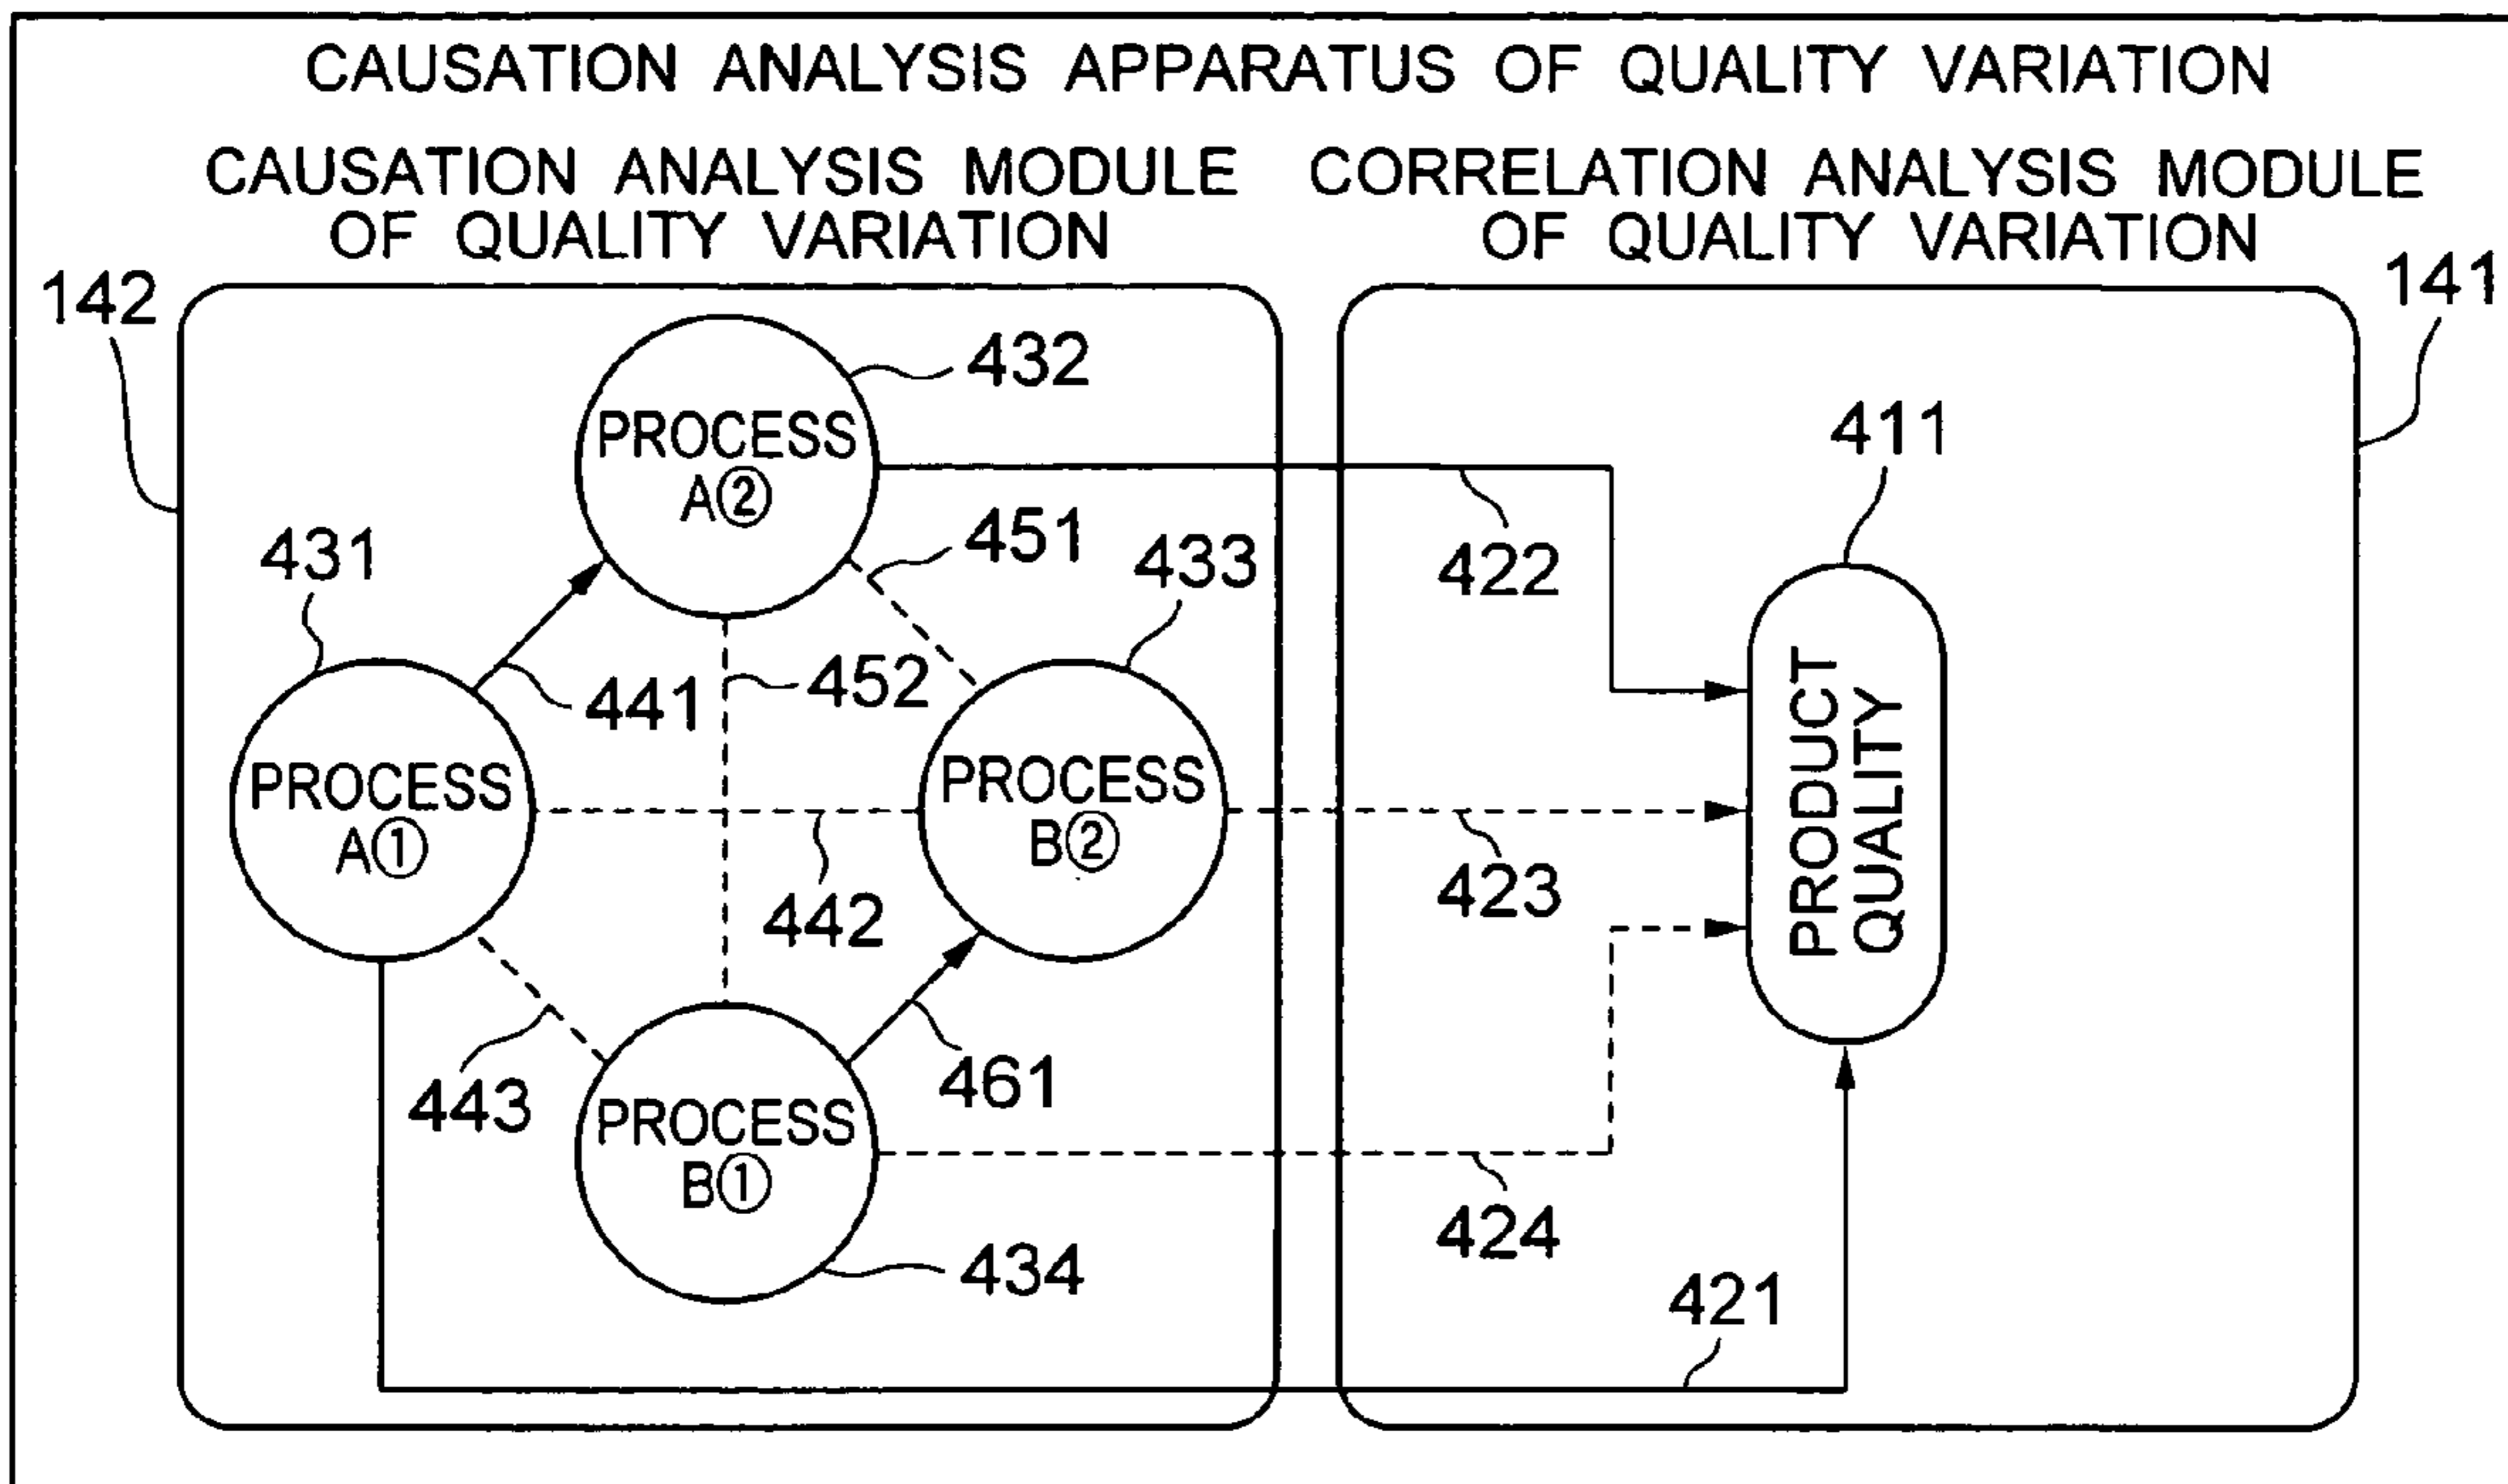 CAUSATION ANALYSIS APPARATUS OF QUALITY VARIATION
CAUSATION ANALYSIS MODULE
OF QUALITY VARIATION
CORRELATION ANALYSIS MODULE
OF QUALITY VARIATION
142
141
432
PROCESS
A②
411
451
433
422
431
452
441
PROCESS
A①
PROCESS
B②
PRODUCT
QUALITY
442
423
443
461
PROCESS
B①
424
434
421